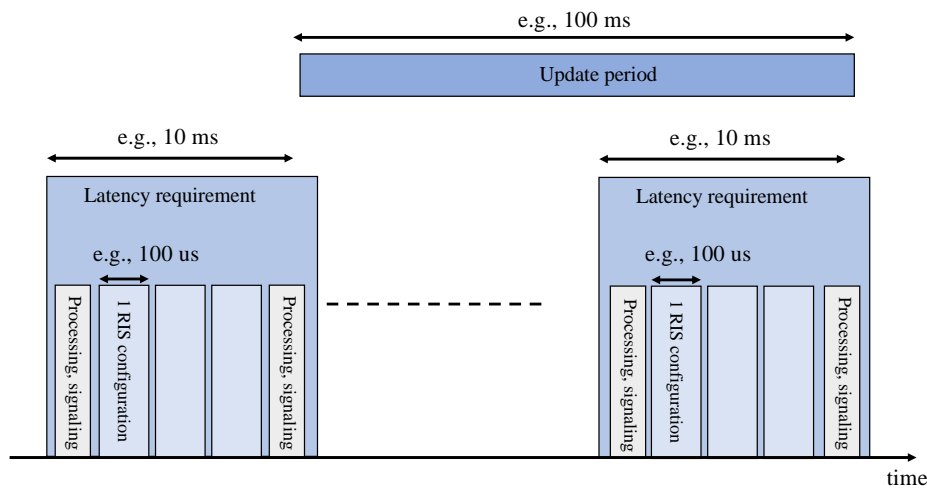 e.g., 100 ms
Update period
e.g., 10 ms
Latency requirement
e.g., 100 us
Processing, signaling
1 RIS configuration
Processing, signaling
e.g., 10 ms
Latency requirement
e.g., 100 us
Processing, signaling
1 RIS configuration
Processing, signaling
time